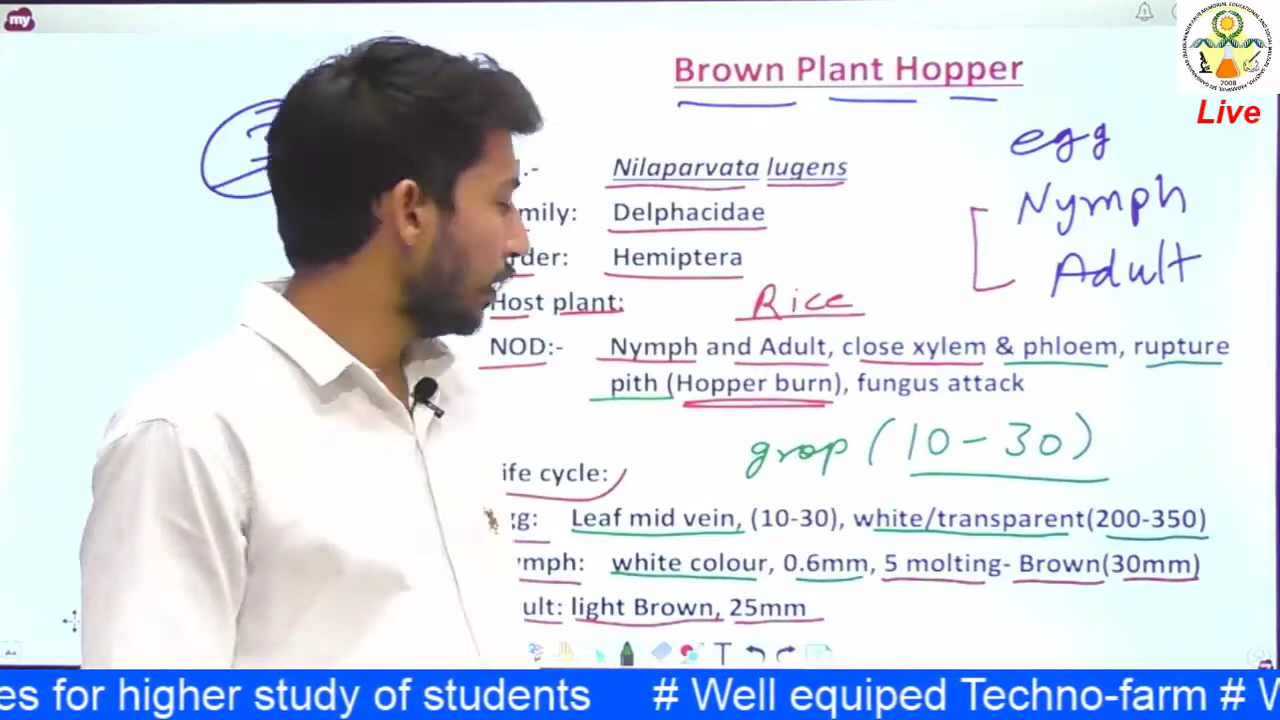 my
2008
Live
Brown Plant Hopper
egg
Nymph
Adult
.- Nilaparvata lugens
mily: Delphacidae
der: Hemiptera
Host plant: Rice
NOD:- Nymph and Adult, close xylem & phloem, rupture
pith (Hopper burn), fungus attack
grop (10-30)
ife cycle:
gg: Leaf mid vein, (10-30), white/transparent(200-350)
mph: white colour, 0.6mm, 5 molting- Brown(30mm)
ult: light Brown, 25mm
T
es for higher study of students # Well equiped Techno-farm # W